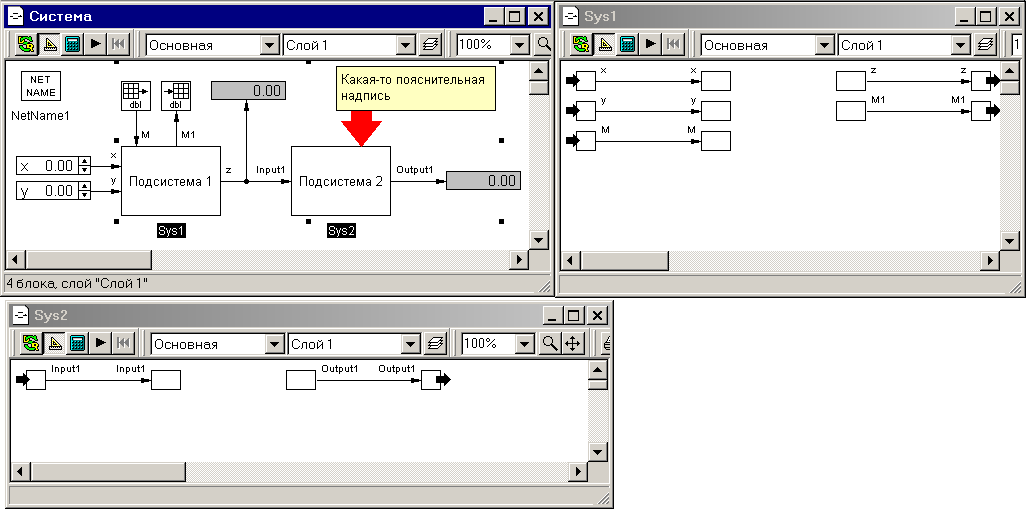 Система
Основная
Слой 1
100%
NET
NAME
NetName1
dbl
dbl
M
M1
0.00
Какая-то пояснительная
надпись
x 0.00
y 0.00
x
y
Подсистема 1
z
Input1
Подсистема 2
Output1
0.00
Sys1
Sys2
4 блока, слой "Слой 1"
Sys1
Основная
Слой 1
1
x x
y y
M M
z z
M1 M1
Sys2
Основная
Слой 1
100%
Input1 Input1
Output1 Output1